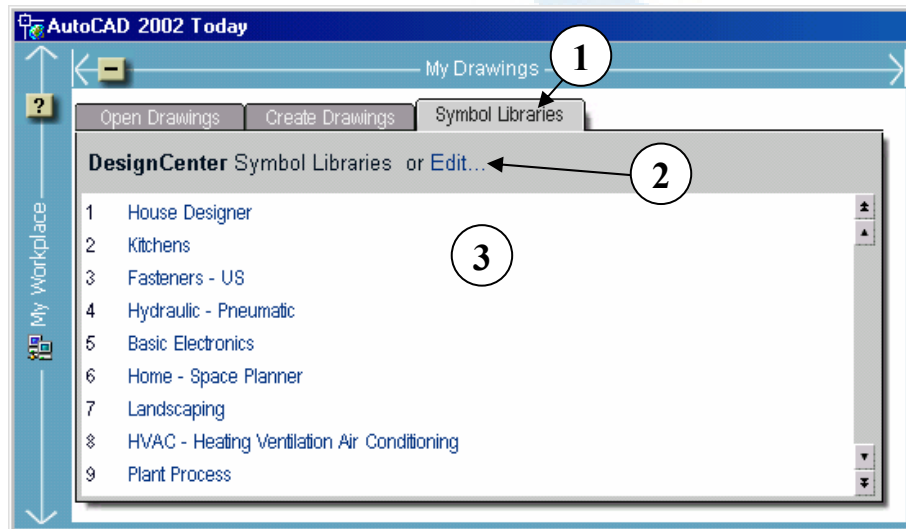 AutoCAD 2002 Today
My Drawings
1
?
Open Drawings Create Drawings Symbol Libraries
DesignCenter Symbol Libraries or Edit...
2
3
My Workplace
1 House Designer
2 Kitchens
3 Fasteners - US
4 Hydraulic - Pneumatic
5 Basic Electronics
6 Home - Space Planner
7 Landscaping
8 HVAC - Heating Ventilation Air Conditioning
9 Plant Process